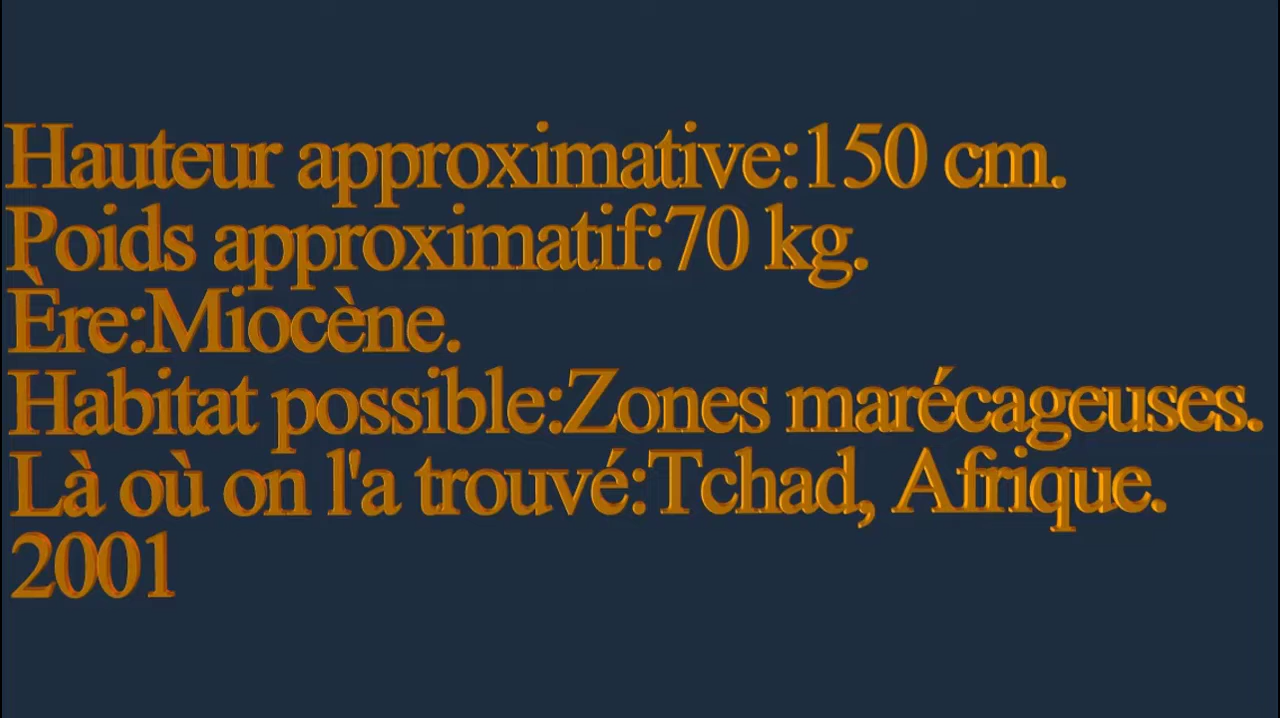 Hauteur approximative:150 cm.
Poids approximatif:70 kg.
Ère:Miocène.
Habitat possible:Zones marécageuses.
Là où on l'a trouvé:Tchad, Afrique.
2001